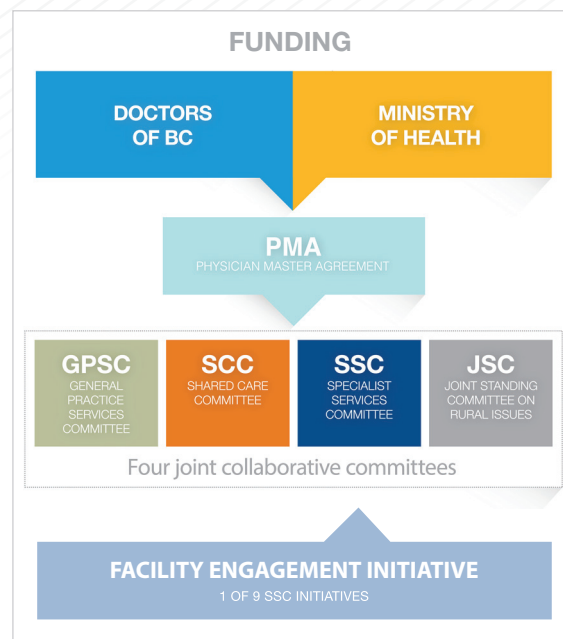 FUNDING
DOCTORS
OF BC
MINISTRY
OF HEALTH
PMA
PHYSICIAN MASTER AGREEMENT
GPSC
GENERAL
PRACTICE
SERVICES
COMMITTEE
SCC
SHARED CARE
COMMITTEE
SSC
SPECIALIST
SERVICES
COMMITTEE
JSC
JOINT STANDING
COMMITTEE ON
RURAL ISSUES
Four joint collaborative committees
FACILITY ENGAGEMENT INITIATIVE
1 OF 9 SSC INITIATIVES